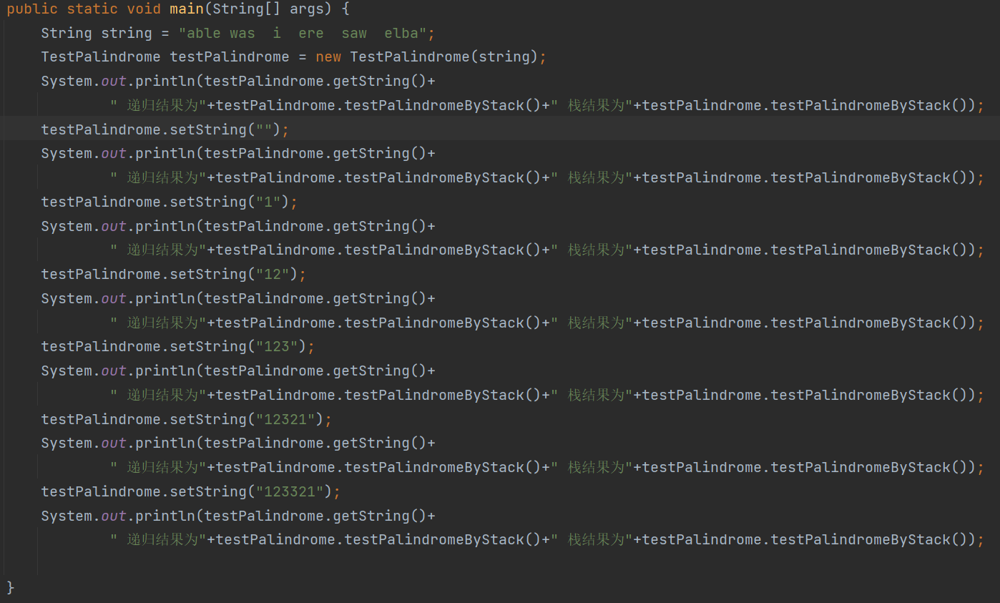 public static void main(String[] args) {
    String string = "able was  i  ere  saw  elba";
    TestPalindrome testPalindrome = new TestPalindrome(string);
    System.out.println(testPalindrome.getString()+
            " 递归结果为"+testPalindrome.testPalindromeByStack()+" 栈结果为"+testPalindrome.testPalindromeByStack());
    testPalindrome.setString("");
    System.out.println(testPalindrome.getString()+
            " 递归结果为"+testPalindrome.testPalindromeByStack()+" 栈结果为"+testPalindrome.testPalindromeByStack());
    testPalindrome.setString("1");
    System.out.println(testPalindrome.getString()+
            " 递归结果为"+testPalindrome.testPalindromeByStack()+" 栈结果为"+testPalindrome.testPalindromeByStack());
    testPalindrome.setString("12");
    System.out.println(testPalindrome.getString()+
            " 递归结果为"+testPalindrome.testPalindromeByStack()+" 栈结果为"+testPalindrome.testPalindromeByStack());
    testPalindrome.setString("123");
    System.out.println(testPalindrome.getString()+
            " 递归结果为"+testPalindrome.testPalindromeByStack()+" 栈结果为"+testPalindrome.testPalindromeByStack());
    testPalindrome.setString("12321");
    System.out.println(testPalindrome.getString()+
            " 递归结果为"+testPalindrome.testPalindromeByStack()+" 栈结果为"+testPalindrome.testPalindromeByStack());
    testPalindrome.setString("123321");
    System.out.println(testPalindrome.getString()+
            " 递归结果为"+testPalindrome.testPalindromeByStack()+" 栈结果为"+testPalindrome.testPalindromeByStack());
}